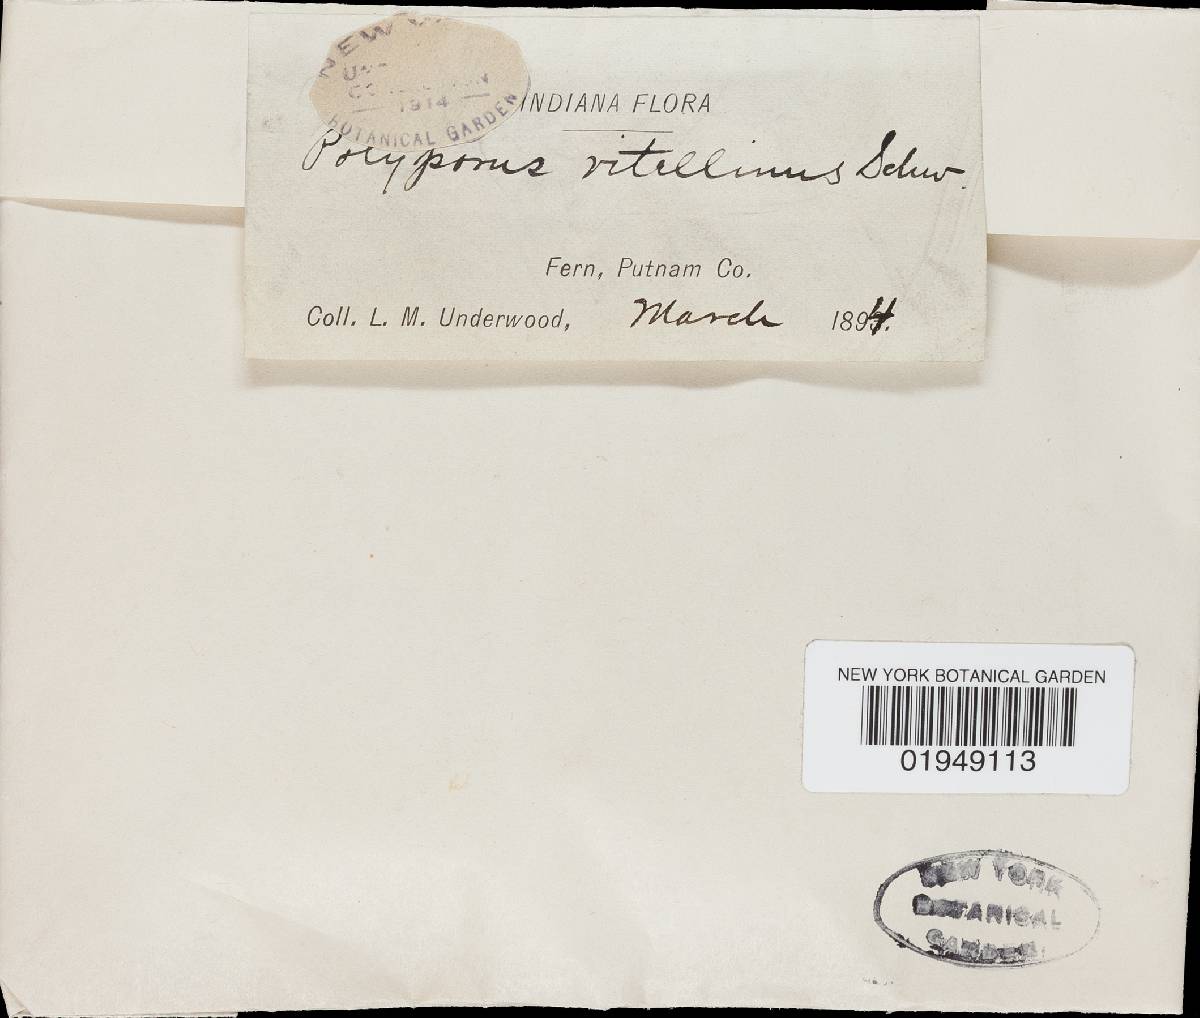 NEW
1914
BOTANICAL GARDEN
INDIANA FLORA
Polyporus vitellinus Schw.
Fern, Putnam Co.
Coll. L. M. Underwood, March 1894.
NEW YORK BOTANICAL GARDEN
01949113
NEW YORK
BOTANICAL
GARDEN